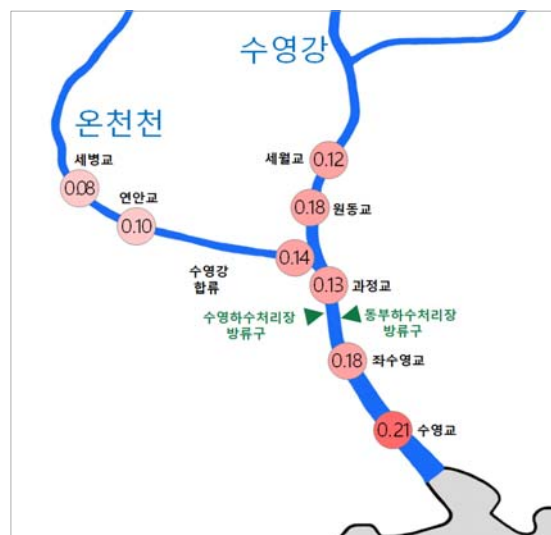 수영강
온천천
세병교
0.08
연안교
0.10
세월교
0.12
0.18
원동교
0.14
수영강
합류
0.13
과정교
수영하수처리장
방류구
동부하수처리장
방류구
0.18
좌수영교
0.21
수영교